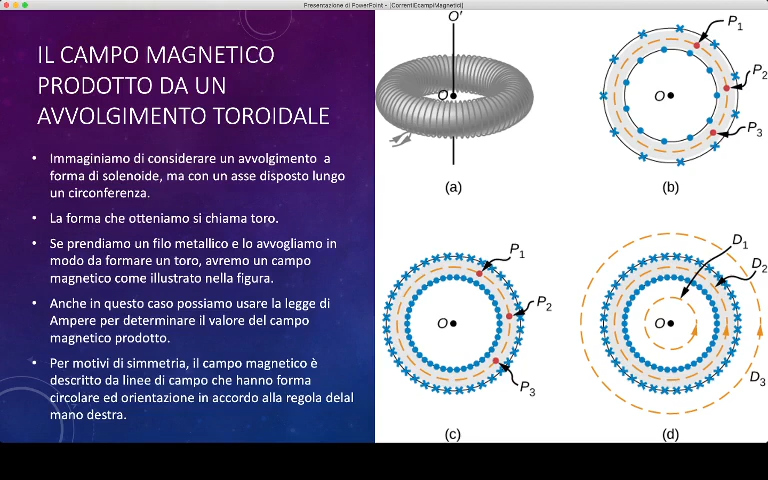 Presentazione di PowerPoint - [CorrentiEcampiMagnetici]
IL CAMPO MAGNETICO
PRODOTTO DA UN
AVVOLGIMENTO TOROIDALE
• Immaginiamo di considerare un avvolgimento a
forma di solenoide, ma con un asse disposto lungo
un circonferenza.
• La forma che otteniamo si chiama toro.
• Se prendiamo un filo metallico e lo avvogliamo in
modo da formare un toro, avremo un campo
magnetico come illustrato nella figura.
• Anche in questo caso possiamo usare la legge di
Ampere per determinare il valore del campo
magnetico prodotto.
• Per motivi di simmetria, il campo magnetico è
descritto da linee di campo che hanno forma
circolare ed orientazione in accordo alla regola delal
mano destra.
O'
O
(a)
P1
P2
P3
O
(b)
P1
P2
P3
O
(c)
D1
D2
D3
O
(d)